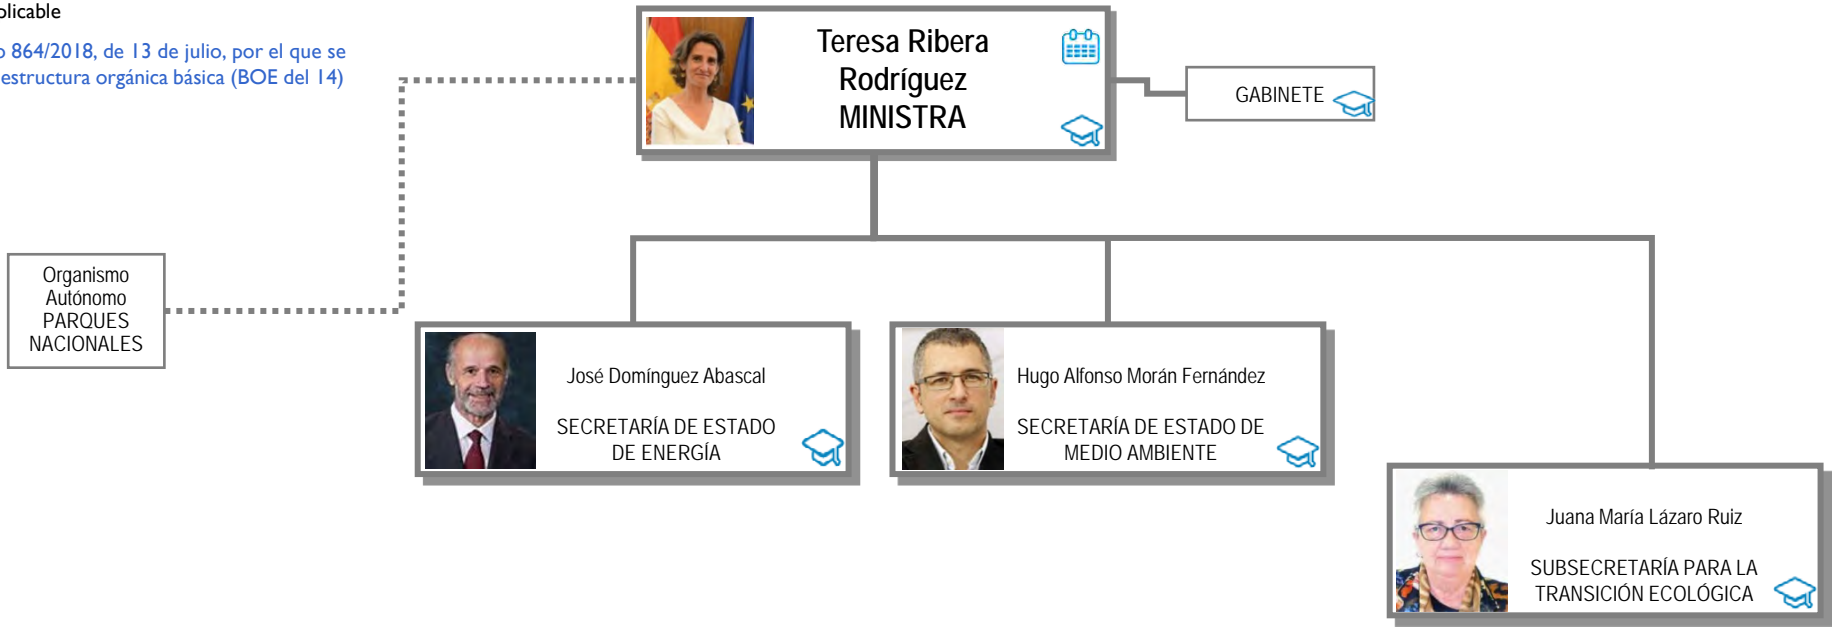 o 864/2018, de 13 de julio, por el que se
estructura orgánica básica (BOE del 14)
Teresa Ribera
Rodríguez
MINISTRA
GABINETE
Organismo
Autónomo
PARQUES
NACIONALES
José Domínguez Abascal
SECRETARÍA DE ESTADO
DE ENERGÍA
Hugo Alfonso Morán Fernández
SECRETARÍA DE ESTADO DE
MEDIO AMBIENTE
Juana María Lázaro Ruiz
SUBSECRETARÍA PARA LA
TRANSICIÓN ECOLÓGICA